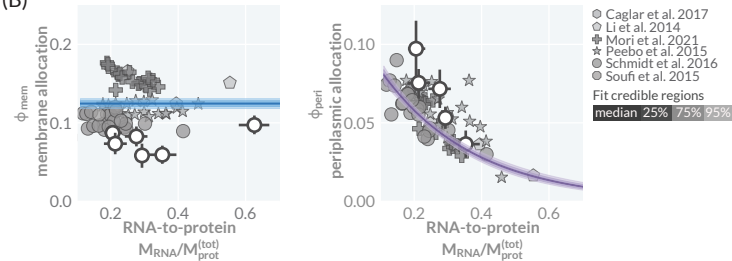 (B)
0.2
0.1
0.0
ϕmem
membrane allocation
0.2 0.4 0.6
RNA-to-protein
MRNA/Mprot(tot)
0.10
0.05
0.00
ϕperi
periplasmic allocation
0.2 0.4 0.6
RNA-to-protein
MRNA/Mprot(tot)
Caglar et al. 2017
Li et al. 2014
Mori et al. 2021
Peebo et al. 2015
Schmidt et al. 2016
Soufi et al. 2015
Fit credible regions
median 25% 75% 95%